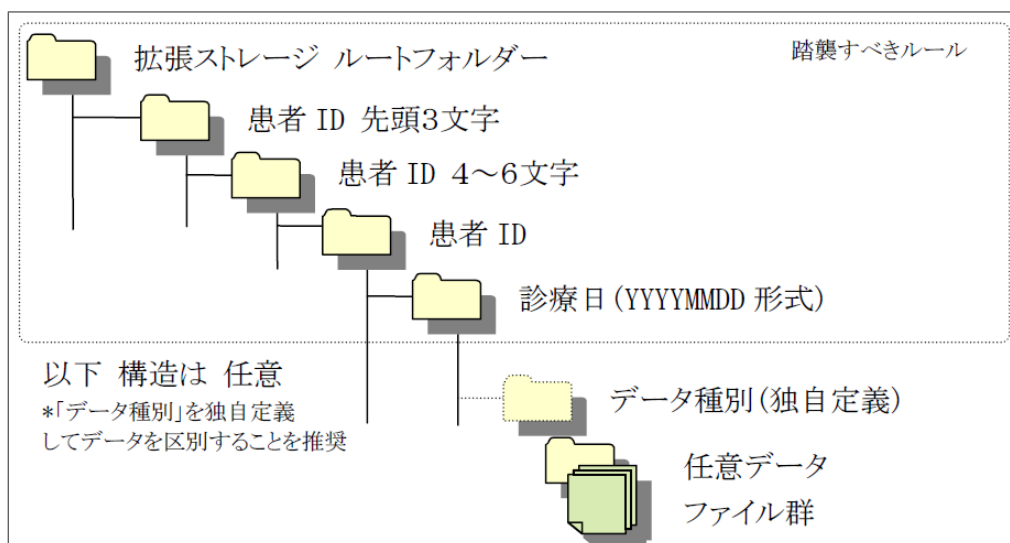 拡張ストレージ ルートフォルダー
踏襲すべきルール
患者 ID 先頭3文字
患者 ID 4～6文字
患者 ID
診療日(YYYYMMDD 形式)
以下 構造は 任意
*「データ種別」を独自定義
してデータを区別することを推奨
データ種別(独自定義)
任意データ
ファイル群